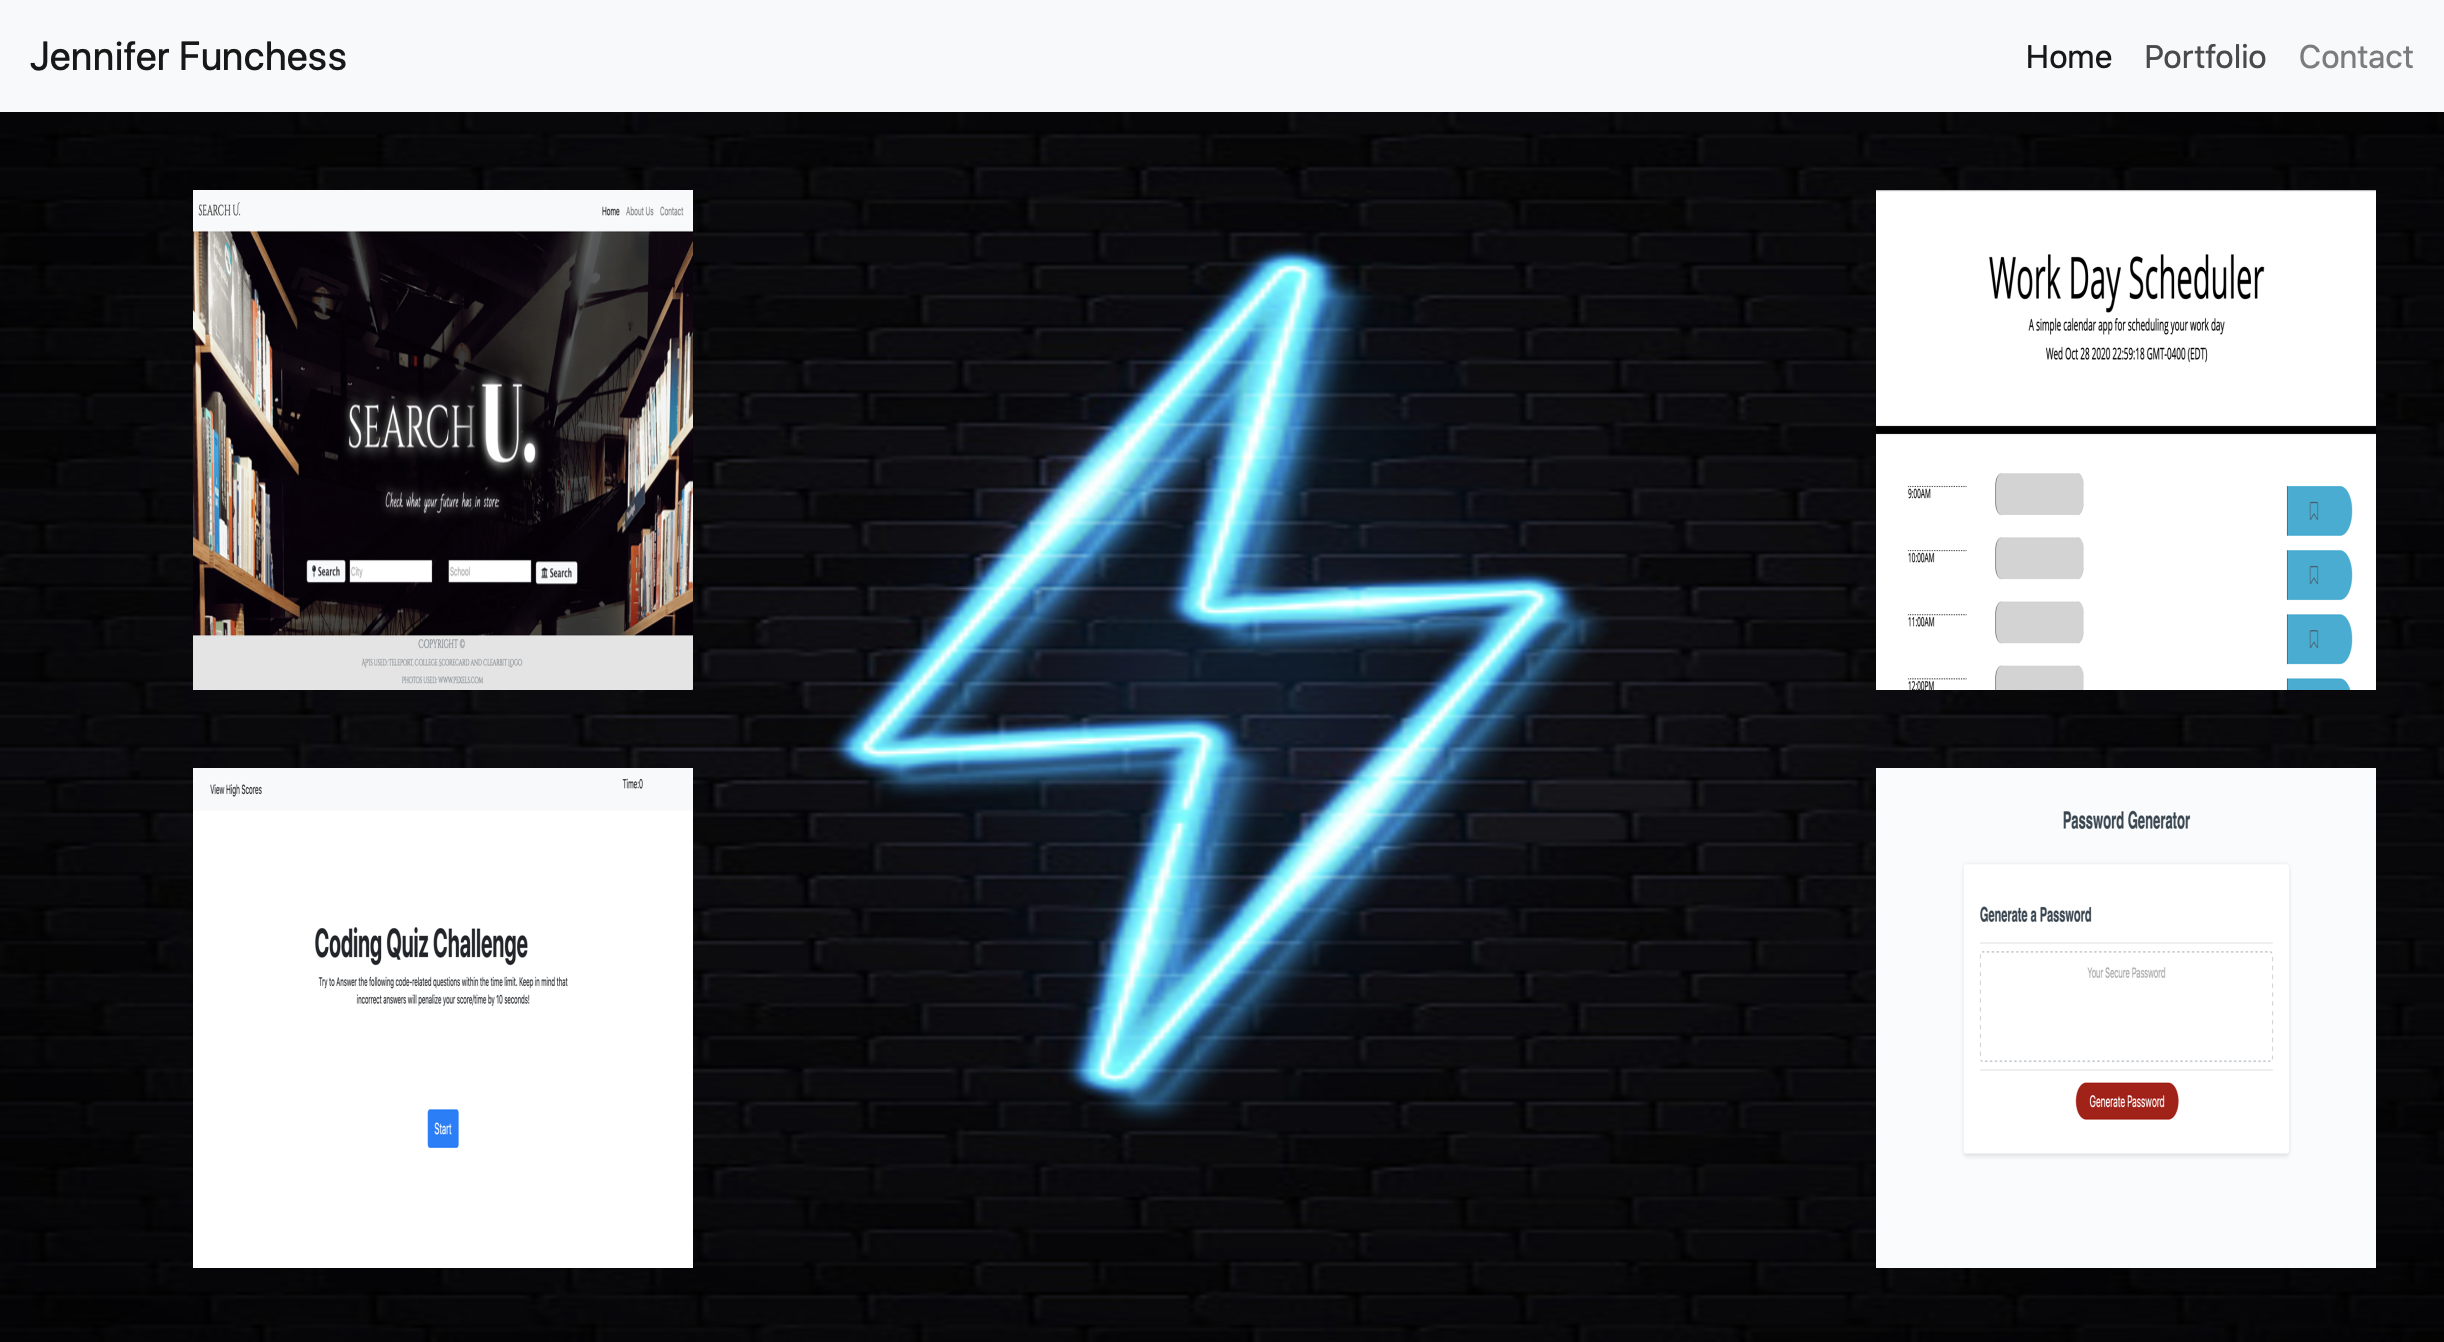 Jennifer Funchess
Home Portfolio Contact
SEARCH U.
Home About Us Contact
SEARCH U.
Check what your future has in store:
Search City School Search
COPYRIGHT ©
APIS USED: TELEPORT, COLLEGE SCORECARD AND CLEARBIT LOGO
PHOTOS USED: WWW.PEXELS.COM
Work Day Scheduler
A simple calendar app for scheduling your work day
Wed Oct 28 2020 22:59:18 GMT-0400 (EDT)
9:00AM
10:00AM
11:00AM
12:00PM
View High Scores
Time:0
Coding Quiz Challenge
Try to Answer the following code-related questions within the time limit. Keep in mind that
incorrect answers will penalize your score/time by 10 seconds!
Start
Password Generator
Generate a Password
Your Secure Password
Generate Password